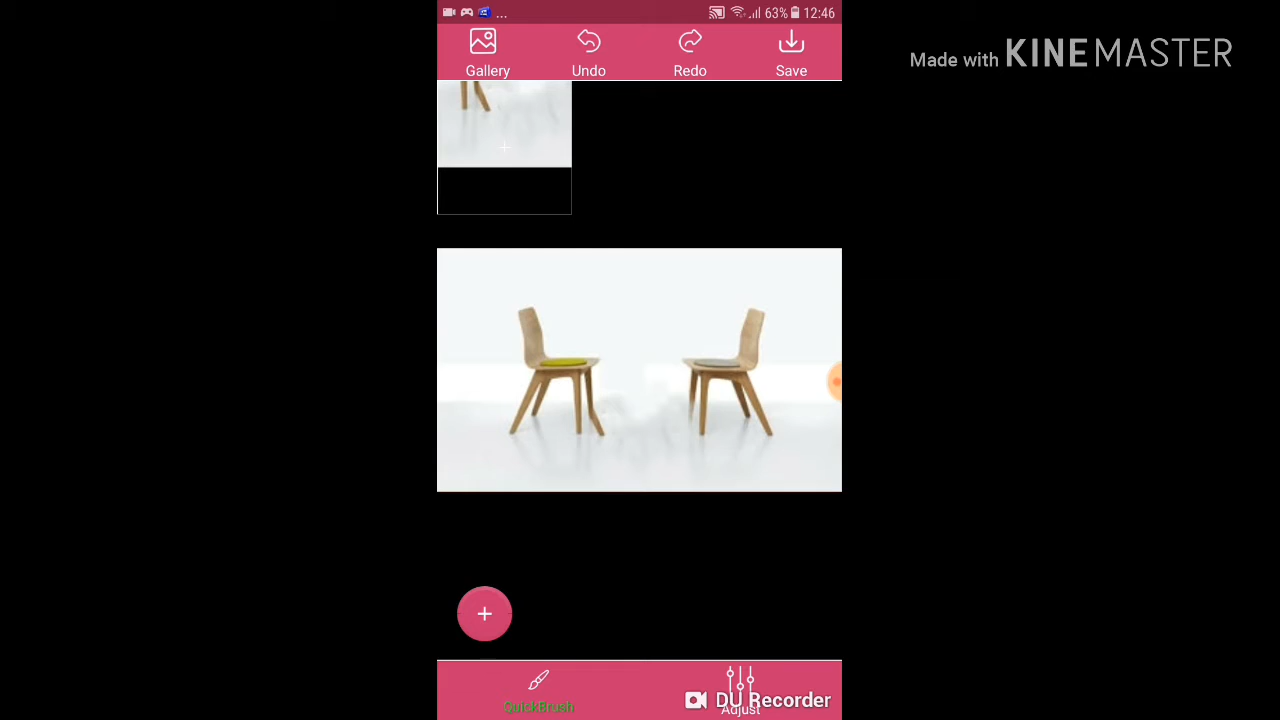 ... 63% 12:46
Made with KINEMASTER
Gallery Undo Redo Save
+
QuickBrush Adjust
DU Recorder